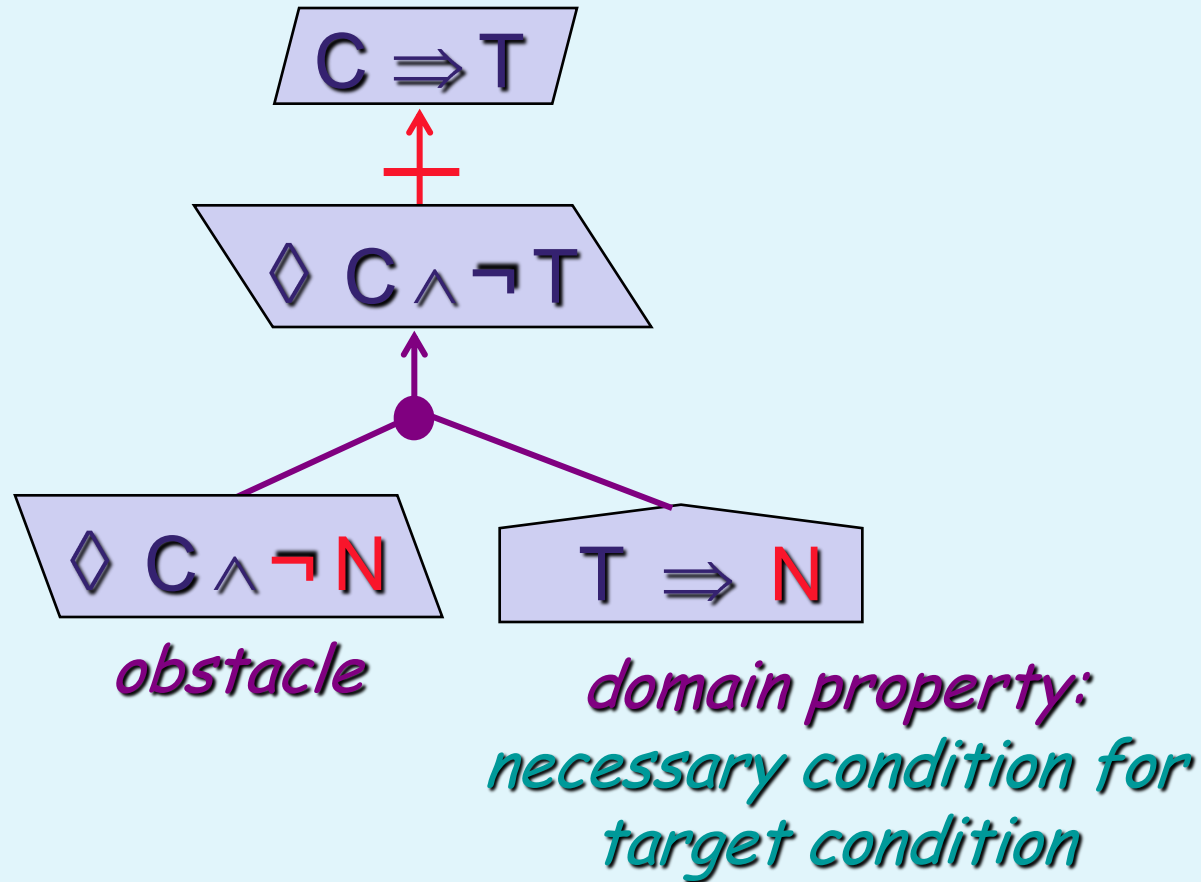 C ⇒ T
◊ C ∧ ¬ T
◊ C ∧ ¬ N
T ⇒ N
obstacle
domain property:
necessary condition for
target condition